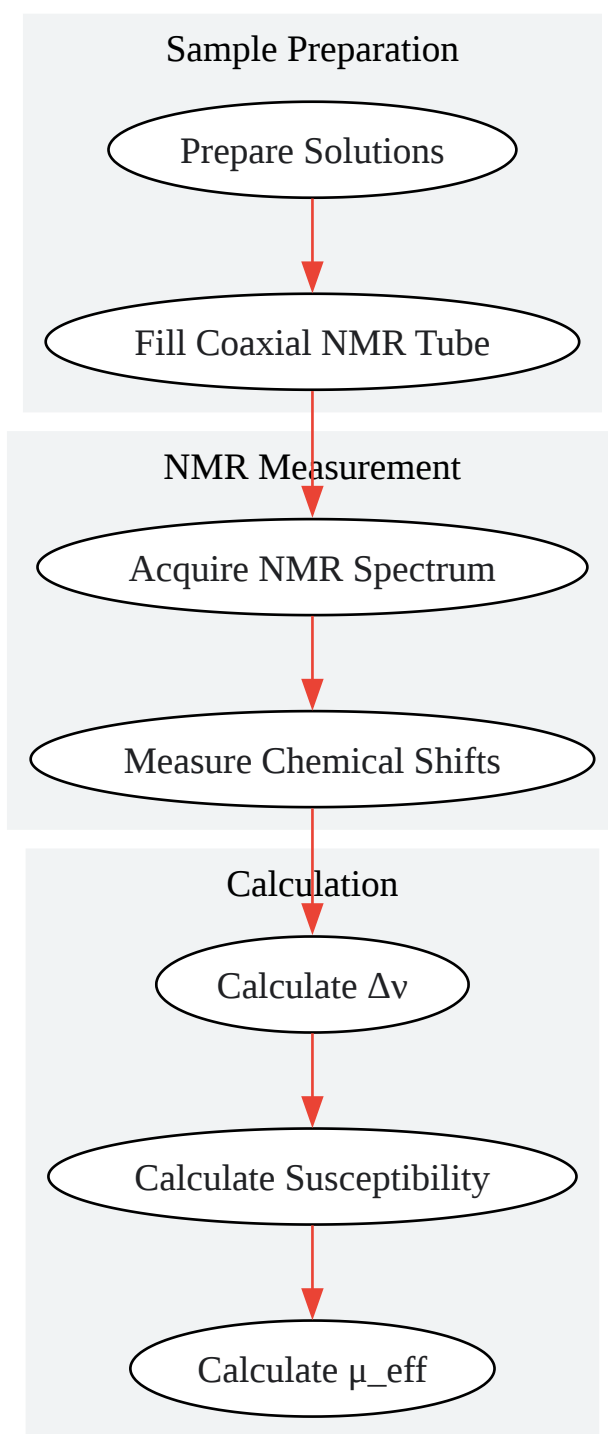 Sample Preparation
Prepare Solutions
Fill Coaxial NMR Tube
NMR Measurement
Acquire NMR Spectrum
Measure Chemical Shifts
Calculation
Calculate Δν
Calculate Susceptibility
Calculate μ_eff